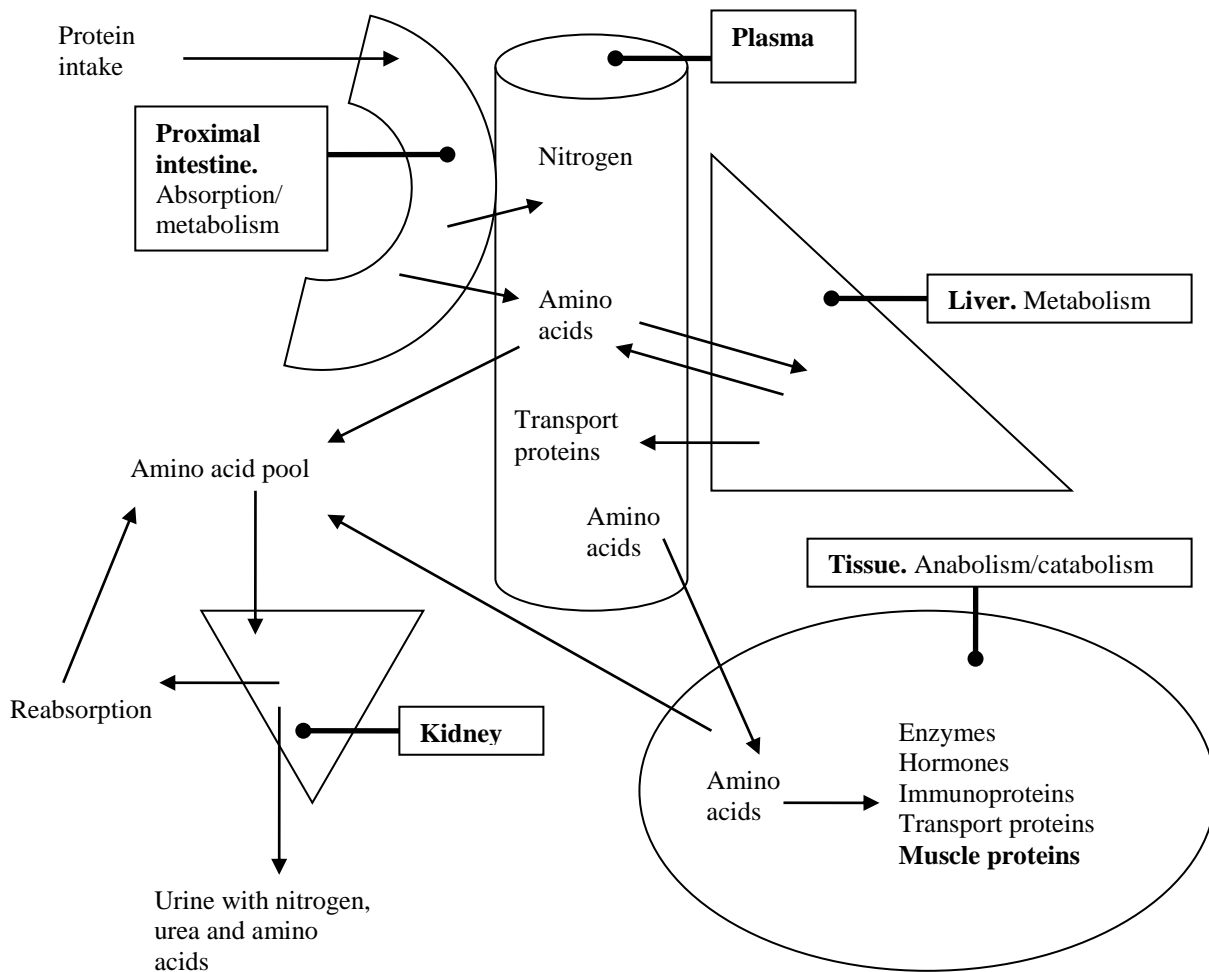 Protein
intake
Plasma
Proximal
intestine.
Absorption/
metabolism
Nitrogen
Liver. Metabolism
Amino
acids
Transport
proteins
Amino acid pool
Amino
acids
Tissue. Anabolism/catabolism
Reabsorption
Kidney
Enzymes
Hormones
Immunoproteins
Transport proteins
Muscle proteins
Amino
acids
Urine with nitrogen,
urea and amino
acids